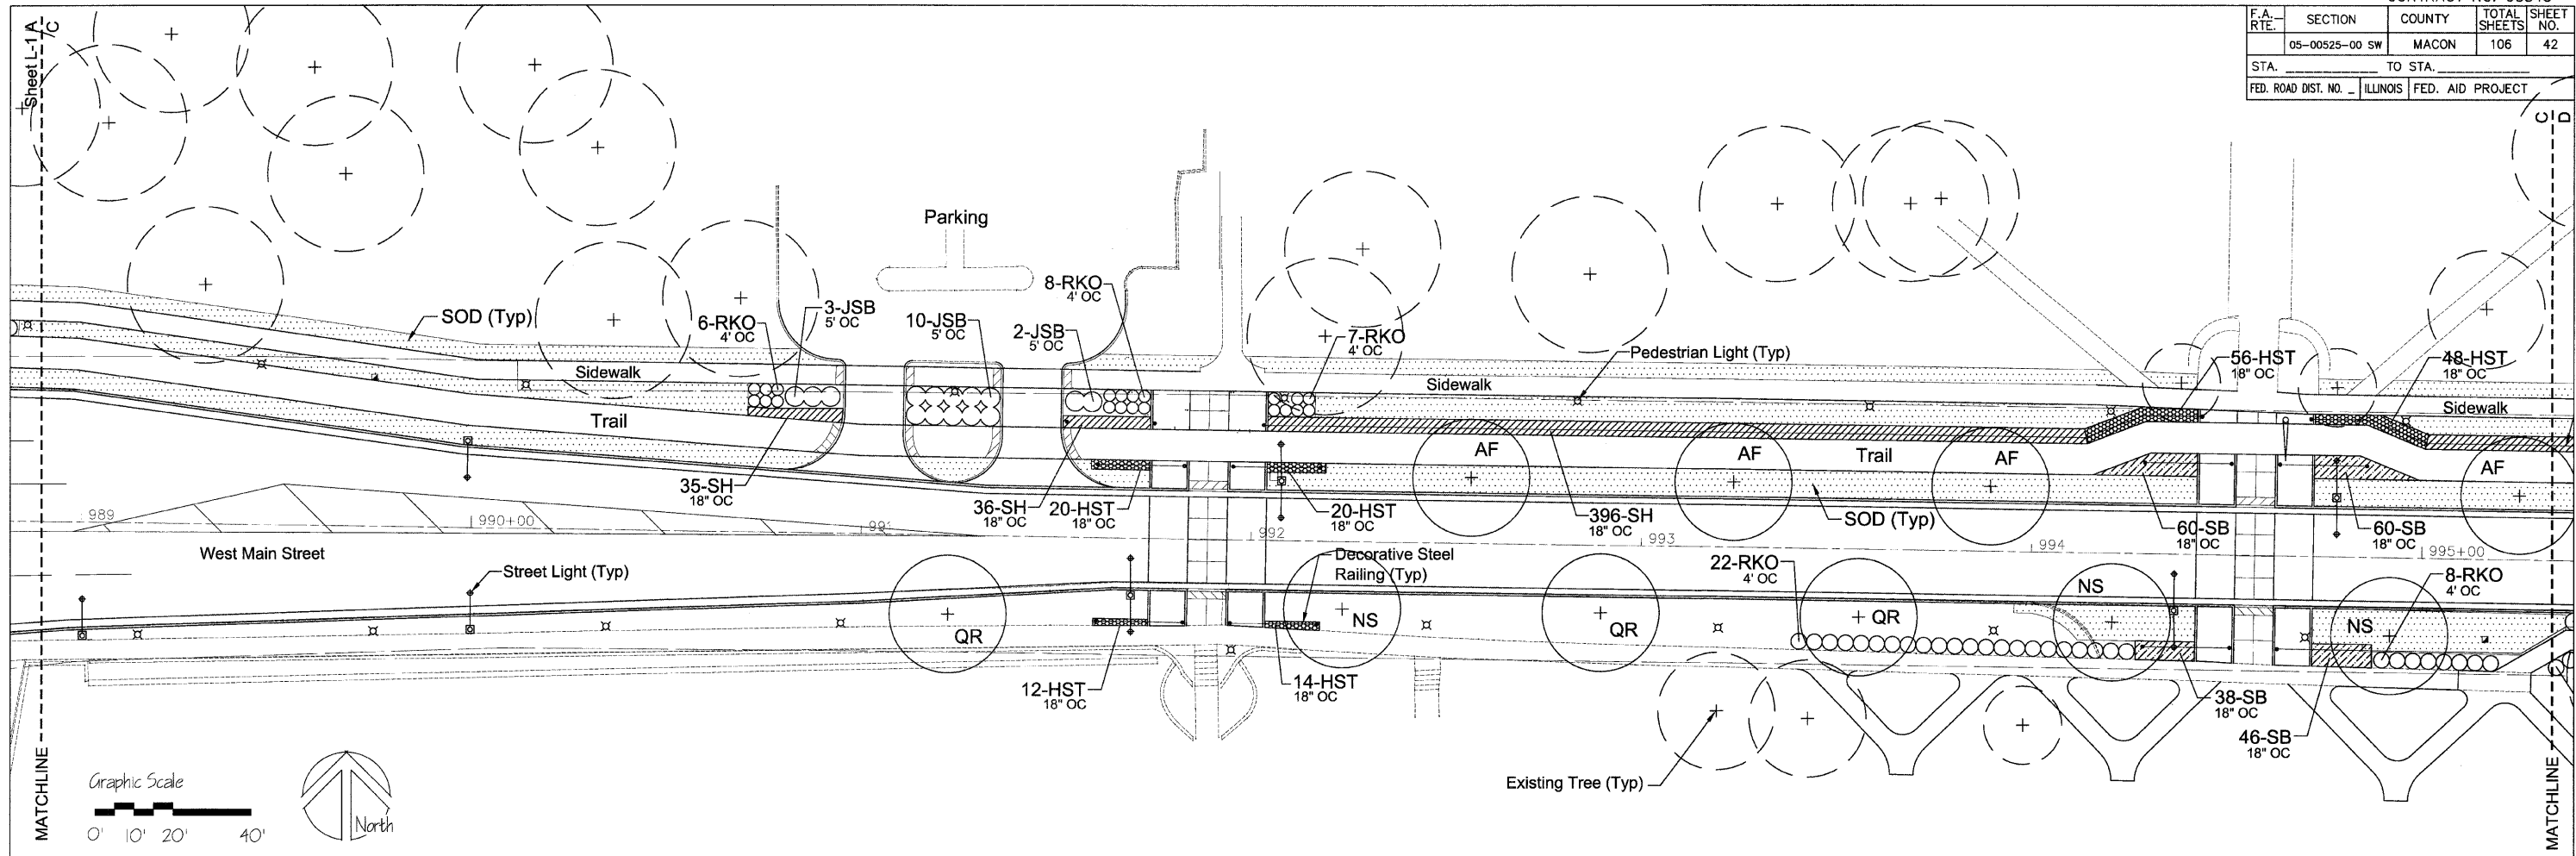 F.A. RTE. SECTION COUNTY TOTAL SHEETS SHEET NO.
05-00525-00 SW MACON 106 42
STA. TO STA.
FED. ROAD DIST. NO. _ ILLINOIS FED. AID PROJECT
Sheet L-1 A
C
C
D
Parking
SOD (Typ)
6-RKO
4' OC
3-JSB
5' OC
10-JSB
5' OC
2-JSB
5' OC
8-RKO
4' OC
7-RKO
4' OC
Pedestrian Light (Typ)
56-HST
18" OC
48-HST
18" OC
Sidewalk
Sidewalk
Sidewalk
Trail
AF
AF
Trail
AF
AF
35-SH
18" OC
36-SH
18" OC
20-HST
18" OC
20-HST
18" OC
396-SH
18" OC
SOD (Typ)
60-SB
18" OC
60-SB
18" OC
989
990+00
991
992
993
994
995+00
West Main Street
Street Light (Typ)
Decorative Steel
Railing (Typ)
22-RKO
4' OC
NS
8-RKO
4' OC
QR
NS
QR
QR
NS
12-HST
18" OC
14-HST
18" OC
38-SB
18" OC
46-SB
18" OC
Existing Tree (Typ)
MATCHLINE
MATCHLINE
Graphic Scale
0' 10' 20' 40'
North